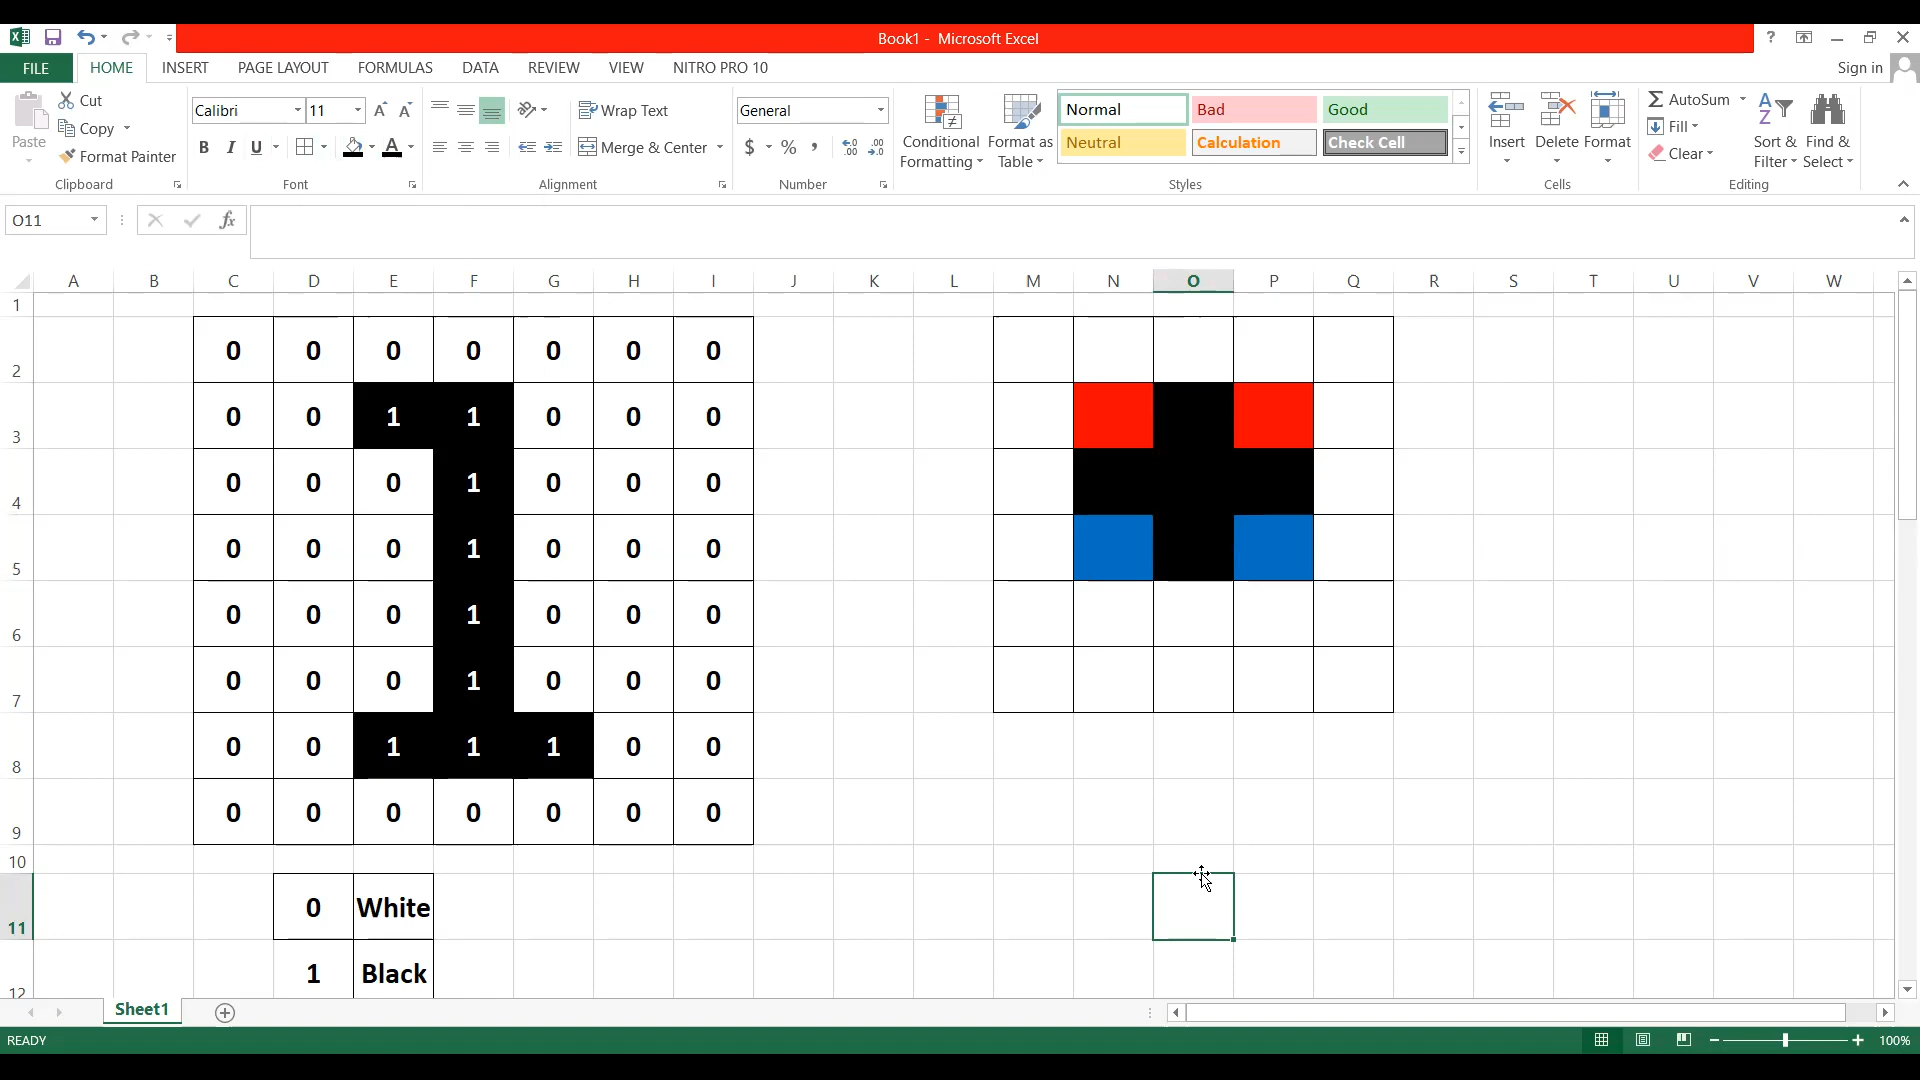 Book1 - Microsoft Excel
?
FILE HOME INSERT PAGE LAYOUT FORMULAS DATA REVIEW VIEW NITRO PRO 10 Sign in
Paste
Cut
Copy
Format Painter
Clipboard
Calibri 11
B I U A
Font
Wrap Text
Merge & Center
Alignment
General
$ % ,
Number
Conditional Formatting
Format as Table
Normal Bad Good
Neutral Calculation Check Cell
Styles
Insert Delete Format
Cells
AutoSum
Fill
Clear
Sort & Filter
Find & Select
Editing
O11 fx
A B C D E F G H I J K L M N O P Q R S T U V W
1
2 0 0 0 0 0 0 0
3 0 0 1 1 0 0 0
4 0 0 0 1 0 0 0
5 0 0 0 1 0 0 0
6 0 0 0 1 0 0 0
7 0 0 0 1 0 0 0
8 0 0 1 1 1 0 0
9 0 0 0 0 0 0 0
10
11 0 White
12 1 Black
Sheet1
READY 100%